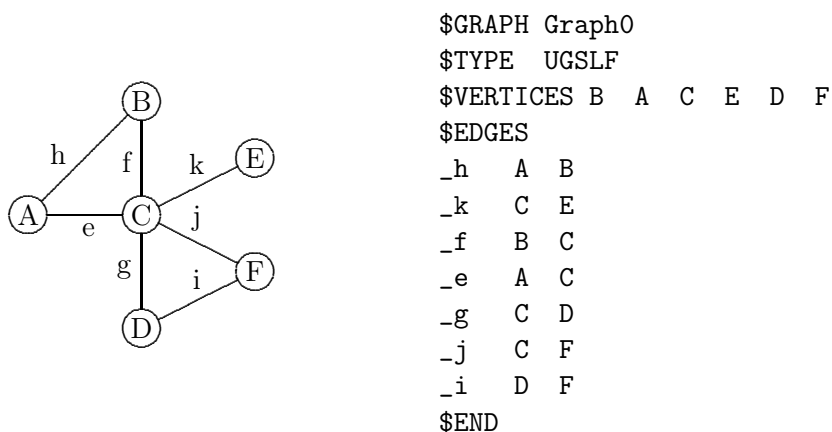 B
h
f
k
E
A
e
C
j
g
i
F
D
$GRAPH Graph0
$TYPE UGSLF
$VERTICES B A C E D F
$EDGES
_h A B
_k C E
_f B C
_e A C
_g C D
_j C F
_i D F
$END